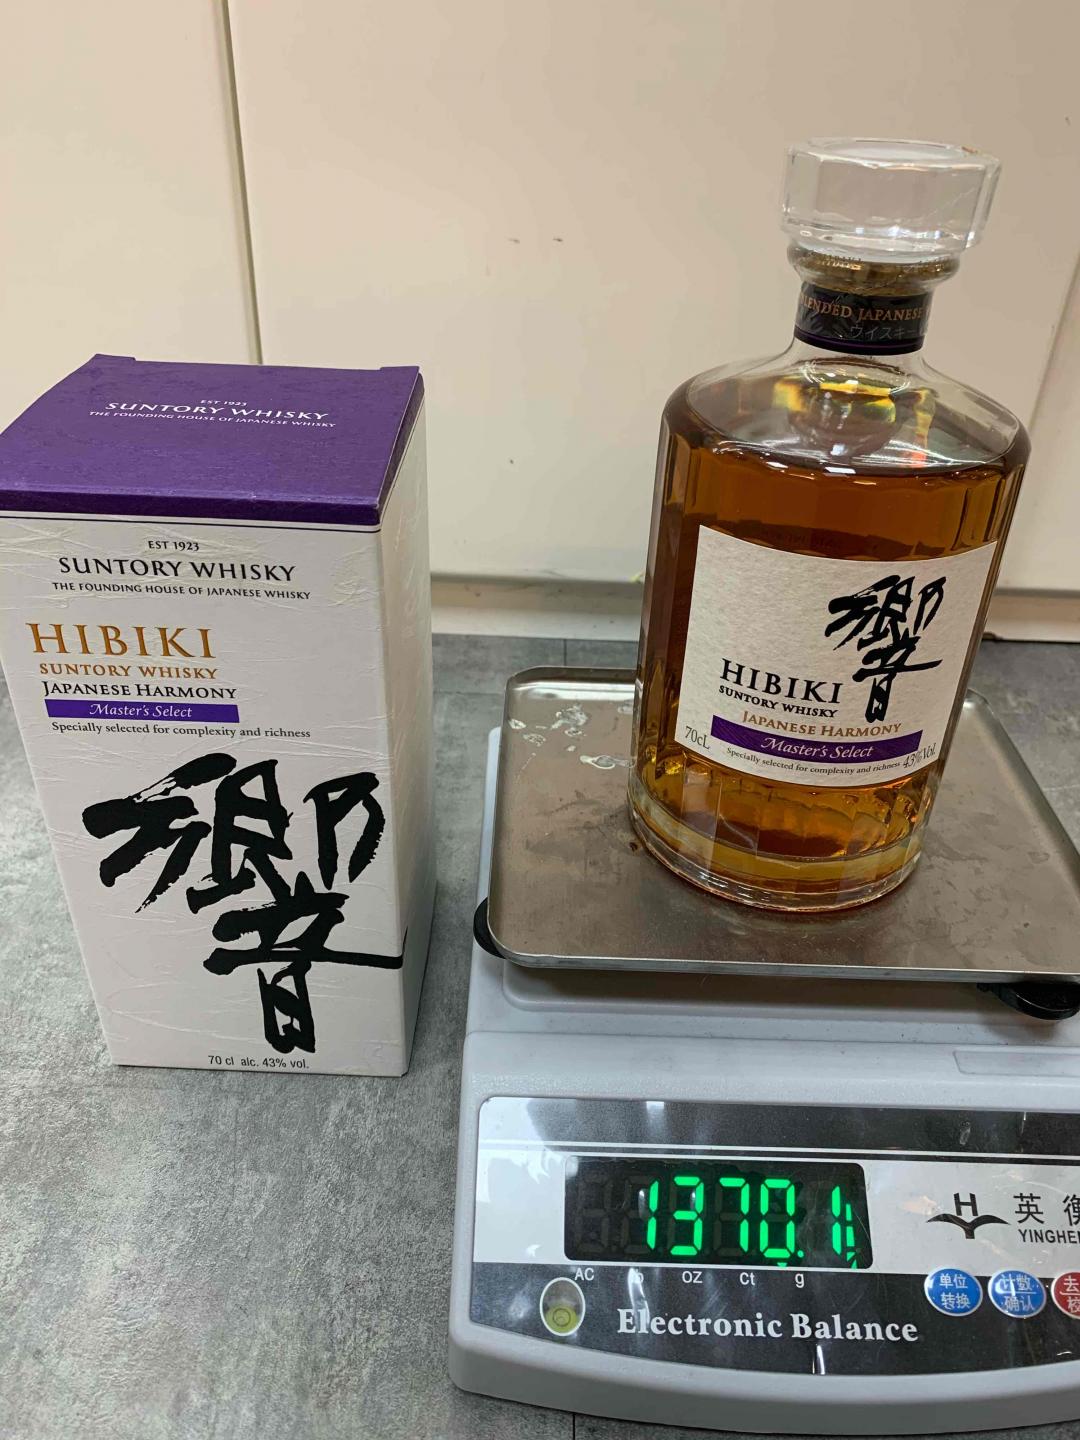 EST 1923
SUNTORY WHISKY
THE FOUNDING HOUSE OF JAPANESE WHISKY
EST 1923
SUNTORY WHISKY
THE FOUNDING HOUSE OF JAPANESE WHISKY
HIBIKI
SUNTORY WHISKY
JAPANESE HARMONY
Master's Select
Specially selected for complexity and richness
響
70 cl alc. 43% vol.
BLENDED JAPANESE
ウイスキー
響
HIBIKI
SUNTORY WHISKY
JAPANESE HARMONY
Master's Select
70cL
Specially selected for complexity and richness
43%Vol.
1370.1
AC lb OZ Ct g
H
英
单位
转换
计数
确认
去
Electronic Balance